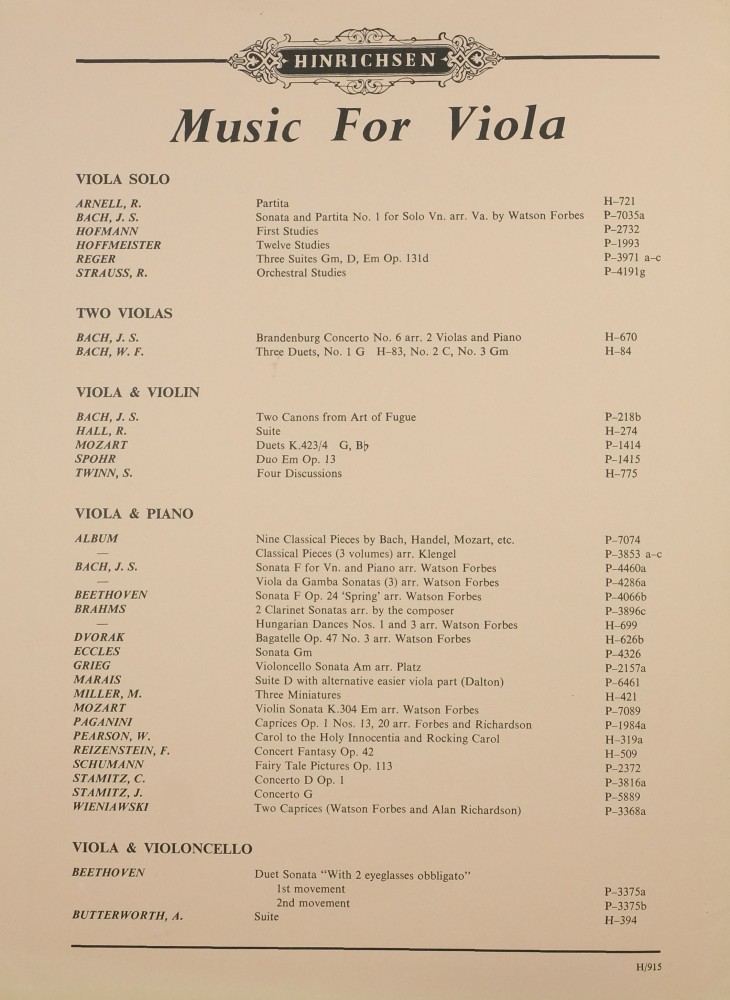 HINRICHSEN
Music For Viola
VIOLA SOLO
ARNELL, R. Partita H–721
BACH, J. S. Sonata and Partita No. 1 for Solo Vn. arr. Va. by Watson Forbes P–7035a
HOFMANN First Studies P–2732
HOFFMEISTER Twelve Studies P–1993
REGER Three Suites Gm, D, Em Op. 131d P–3971 a–c
STRAUSS, R. Orchestral Studies P–4191g
TWO VIOLAS
BACH, J. S. Brandenburg Concerto No. 6 arr. 2 Violas and Piano H–670
BACH, W. F. Three Duets, No. 1 G H–83, No. 2 C, No. 3 Gm H–84
VIOLA & VIOLIN
BACH, J. S. Two Canons from Art of Fugue P–218b
HALL, R. Suite H–274
MOZART Duets K.423/4 G, B♭ P–1414
SPOHR Duo Em Op. 13 P–1415
TWINN, S. Four Discussions H–775
VIOLA & PIANO
ALBUM Nine Classical Pieces by Bach, Handel, Mozart, etc. P–7074
— Classical Pieces (3 volumes) arr. Klengel P–3853 a–c
BACH, J. S. Sonata F for Vn. and Piano arr. Watson Forbes P–4460a
— Viola da Gamba Sonatas (3) arr. Watson Forbes P–4286a
BEETHOVEN Sonata F Op. 24 ‘Spring’ arr. Watson Forbes P–4066b
BRAHMS 2 Clarinet Sonatas arr. by the composer P–3896c
— Hungarian Dances Nos. 1 and 3 arr. Watson Forbes H–699
DVORAK Bagatelle Op. 47 No. 3 arr. Watson Forbes H–626b
ECCLES Sonata Gm P–4326
GRIEG Violoncello Sonata Am arr. Platz P–2157a
MARAIS Suite D with alternative easier viola part (Dalton) P–6461
MILLER, M. Three Miniatures H–421
MOZART Violin Sonata K.304 Em arr. Watson Forbes P–7089
PAGANINI Caprices Op. 1 Nos. 13, 20 arr. Forbes and Richardson P–1984a
PEARSON, W. Carol to the Holy Innocentia and Rocking Carol H–319a
REIZENSTEIN, F. Concert Fantasy Op. 42 H–509
SCHUMANN Fairy Tale Pictures Op. 113 P–2372
STAMITZ, C. Concerto D Op. 1 P–3816a
STAMITZ, J. Concerto G P–5889
WIENIAWSKI Two Caprices (Watson Forbes and Alan Richardson) P–3368a
VIOLA & VIOLONCELLO
BEETHOVEN Duet Sonata “With 2 eyeglasses obbligato”
1st movement P–3375a
2nd movement P–3375b
BUTTERWORTH, A. Suite H–394
H/915